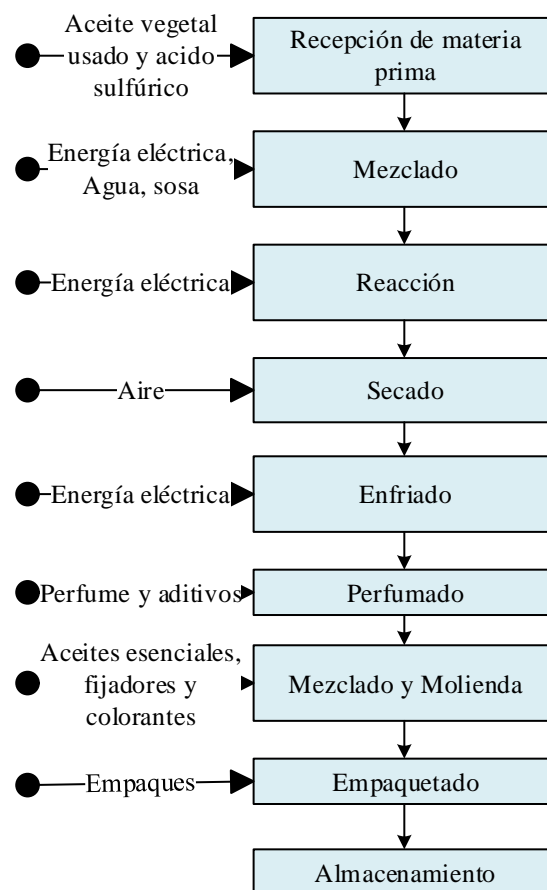 Aceite vegetal
usado y acido
sulfúrico
Recepción de materia
prima
Energía eléctrica,
Agua, sosa
Mezclado
Energía eléctrica
Reacción
Aire
Secado
Energía eléctrica
Enfriado
Perfume y aditivos
Perfumado
Aceites esenciales,
fijadores y
colorantes
Mezclado y Molienda
Empaques
Empaquetado
Almacenamiento